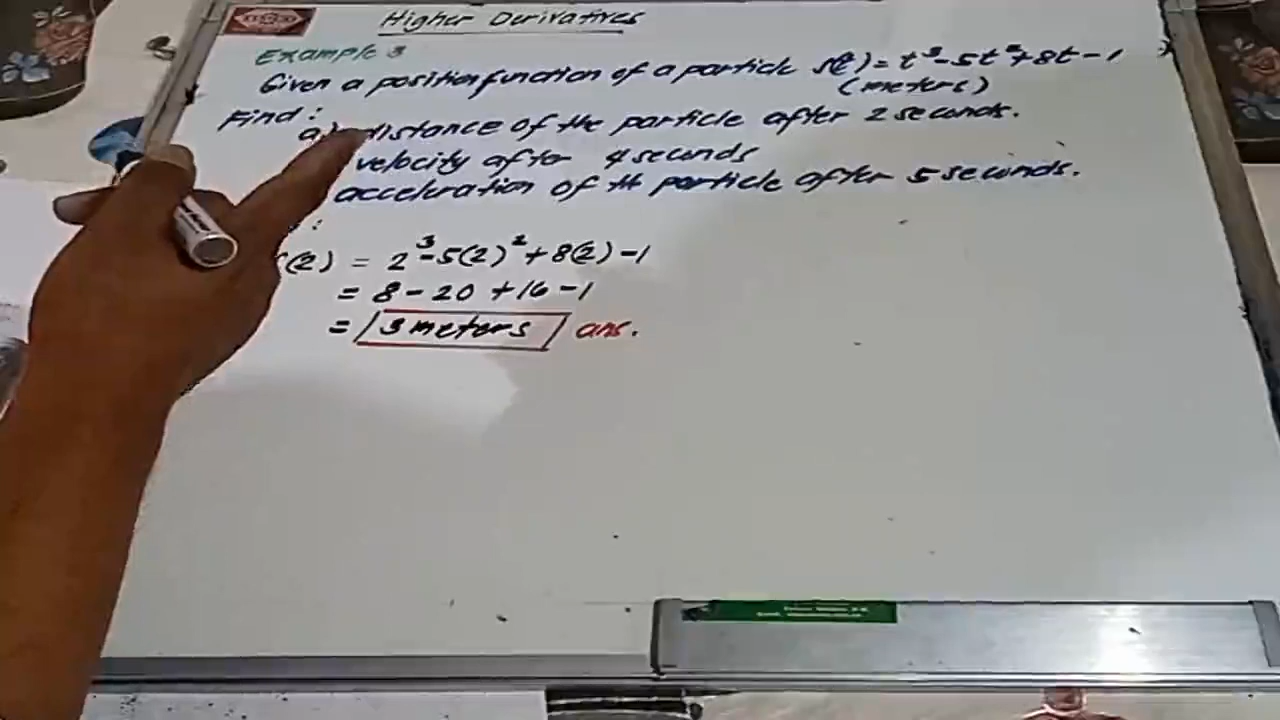 Higher Derivatives
Example 3
Given a position function of a particle s(t) = t³-5t²+8t-1
(meters)
Find:
a) distance of the particle after 2 seconds.
velocity after 4 seconds
acceleration of th particle after 5 seconds.
:
(2) = 2³-5(2)²+8(2)-1
= 8-20+16-1
= 3 meters ans.